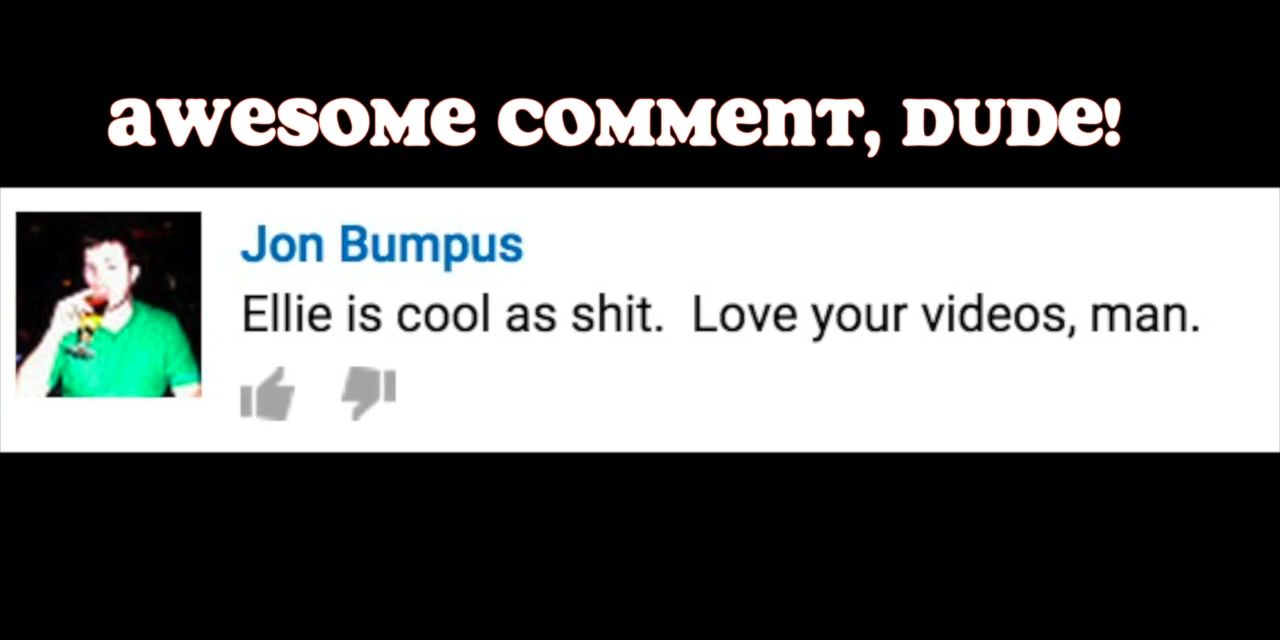 awesome comment, dude!
Jon Bumpus
Ellie is cool as shit.  Love your videos, man.